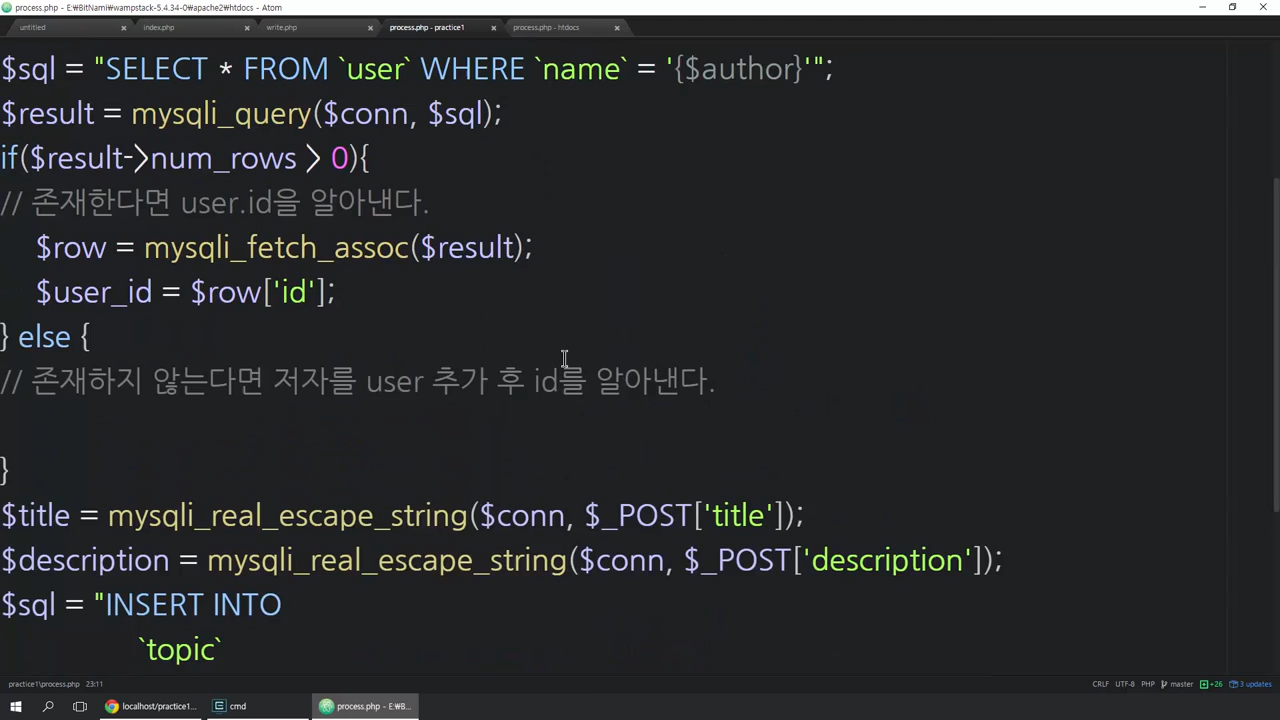 process.php - E:₩BitNami₩wampstack-5.4.34-0₩apache2₩htdocs - Atom
untitled
index.php
write.php
process.php - practice1
process.php - htdocs
$sql = "SELECT * FROM `user` WHERE `name` = '{$author}'";
$result = mysqli_query($conn, $sql);
if($result->num_rows > 0){
// 존재한다면 user.id을 알아낸다.
$row = mysqli_fetch_assoc($result);
$user_id = $row['id'];
} else {
// 존재하지 않는다면 저자를 user 추가 후 id를 알아낸다.
}
$title = mysqli_real_escape_string($conn, $_POST['title']);
$description = mysqli_real_escape_string($conn, $_POST['description']);
$sql = "INSERT INTO
`topic`
practice1\process.php 23:11
CRLF UTF-8 PHP master +26 3 updates
localhost/practice1...
cmd
process.php - E:₩B...